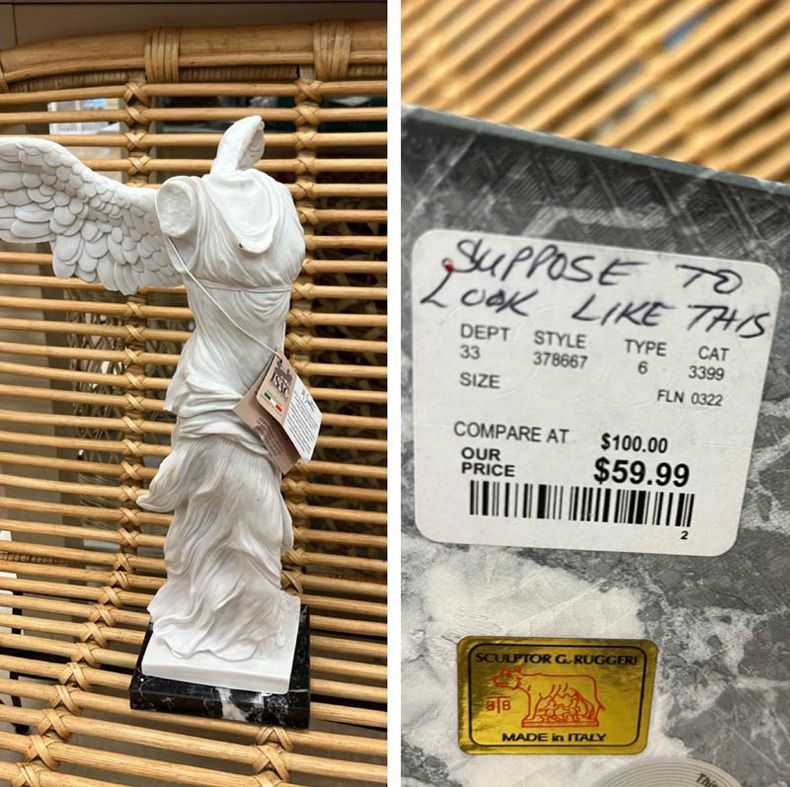 SUPPOSE TO
LOOK LIKE THIS
DEPT STYLE TYPE CAT
33 378667 6 3399
SIZE FLN 0322
COMPARE AT $100.00
OUR
PRICE $59.99
2
SCULPTOR G. RUGGERI
BTB
MADE in ITALY